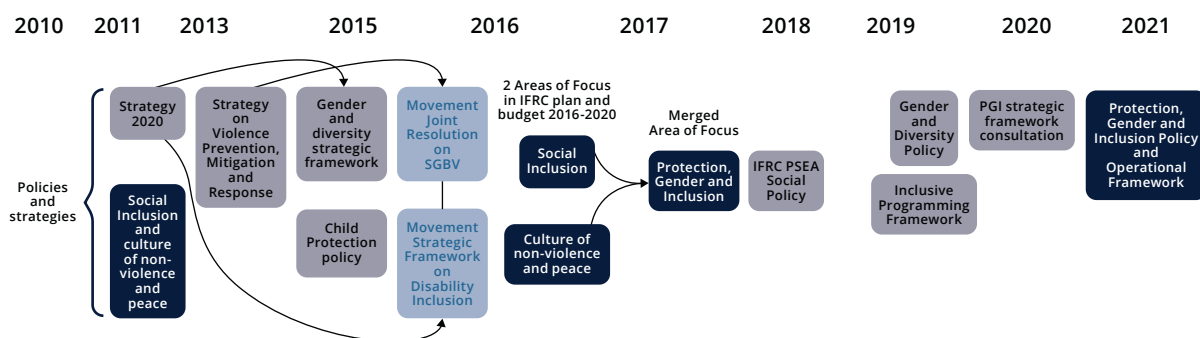 2010 2011 2013 2015 2016 2017 2018 2019 2020 2021
Policies
and
strategies
Strategy
2020
Social
Inclusion
and
culture
of non-
violence
and
peace
Strategy
on
Violence
Prevention,
Mitigation
and
Response
Gender
and
diversity
strategic
framework
Child
Protection
policy
Movement
Joint
Resolution
on
SGBV
Movement
Strategic
Framework
on
Disability
Inclusion
2 Areas of Focus
in IFRC plan and
budget 2016-2020
Social
Inclusion
Culture of
non-violence
and peace
Merged
Area of Focus
Protection,
Gender and
Inclusion
IFRC PSEA
Social
Policy
Gender
and
Diversity
Policy
Inclusive
Programming
Framework
PGI strategic
framework
consultation
Protection,
Gender and
Inclusion Policy
and
Operational
Framework